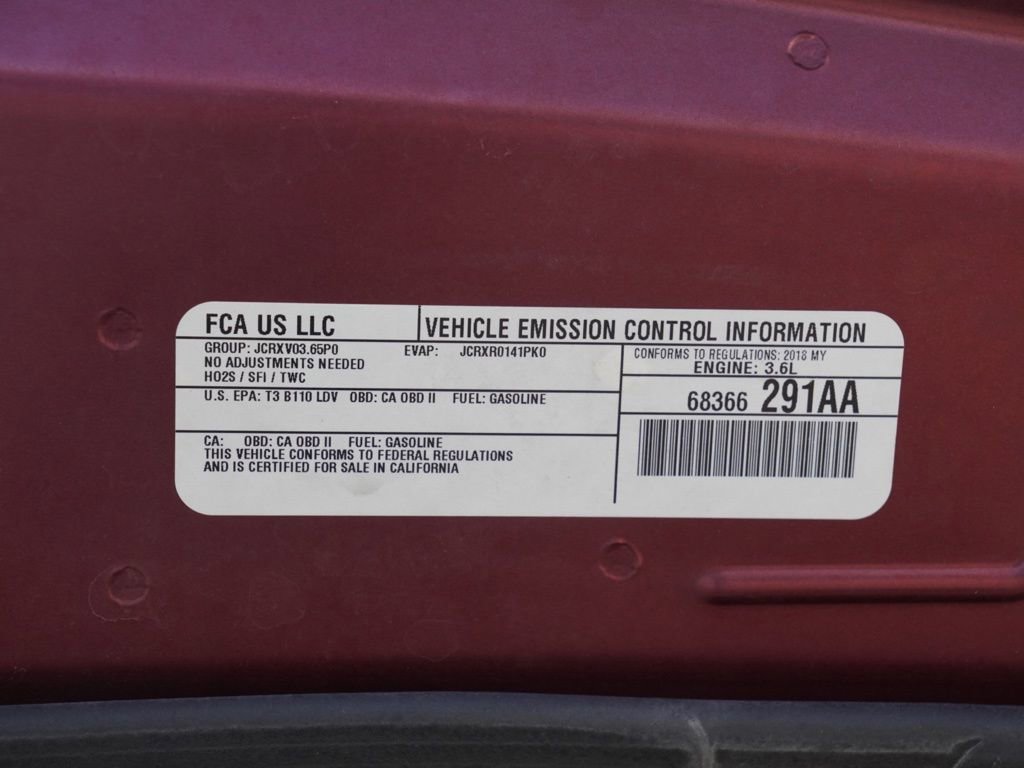 FCA US LLC
VEHICLE EMISSION CONTROL INFORMATION
GROUP: JCRXV03.65P0 EVAP: JCRXR0141PK0
NO ADJUSTMENTS NEEDED
HO2S / SFI / TWC
U.S. EPA: T3 B110 LDV OBD: CA OBD II FUEL: GASOLINE
CA: OBD: CA OBD II FUEL: GASOLINE
THIS VEHICLE CONFORMS TO FEDERAL REGULATIONS
AND IS CERTIFIED FOR SALE IN CALIFORNIA
CONFORMS TO REGULATIONS: 2018 MY
ENGINE: 3.6L
68366 291AA